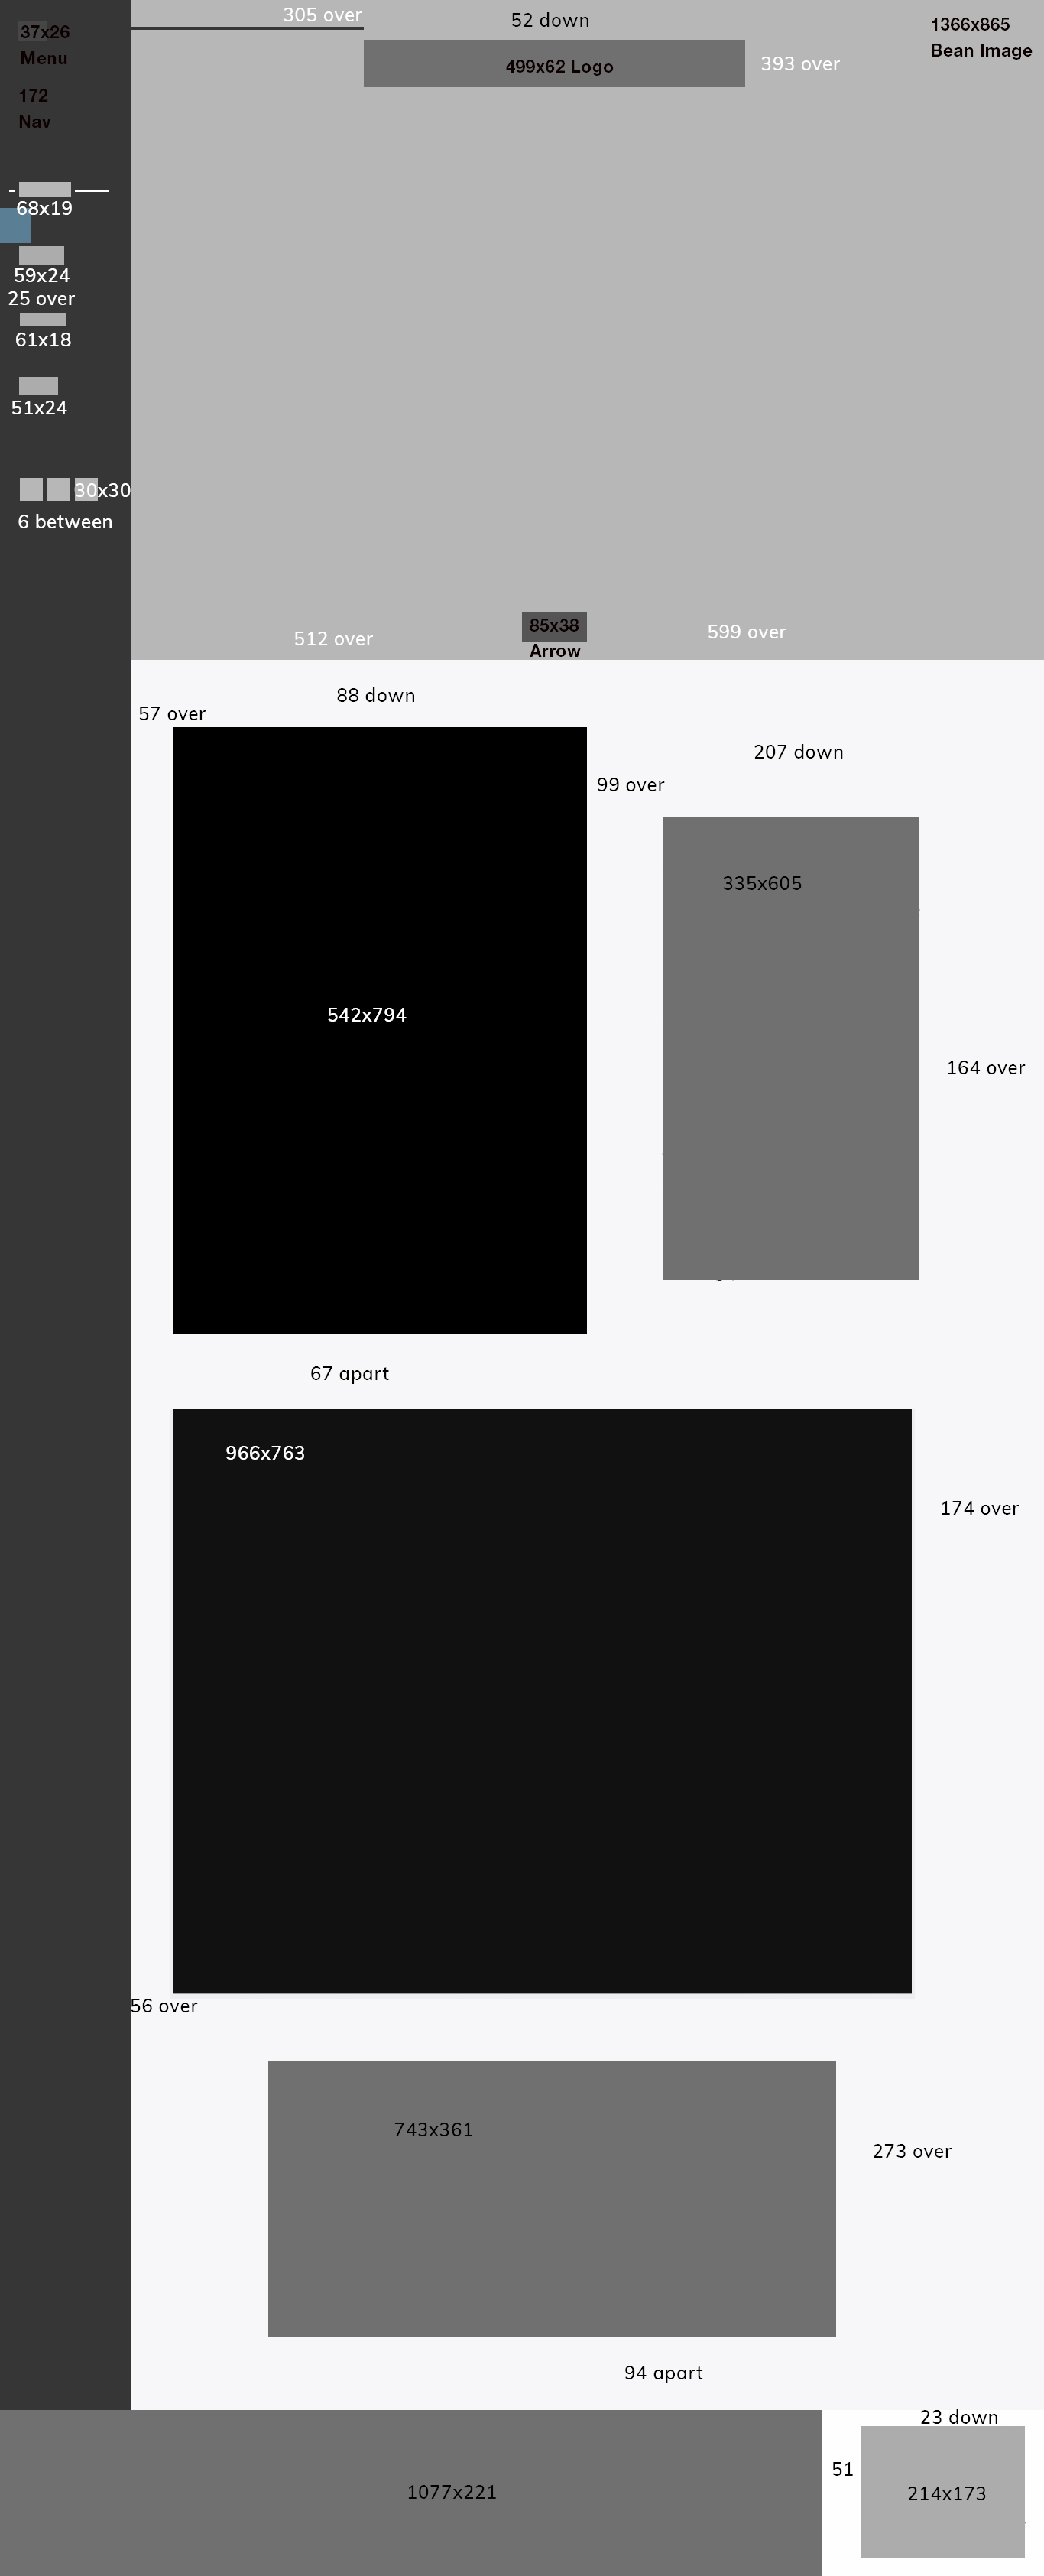 305 over
52 down
1366x865
Bean Image
37x26
Menu
499x62 Logo
393 over
172
Nav
68x19
59x24
25 over
61x18
51x24
30x30
6 between
512 over
85x38
Arrow
599 over
88 down
57 over
207 down
99 over
335x605
542x794
164 over
67 apart
966x763
174 over
56 over
743x361
273 over
94 apart
23 down
51
1077x221
214x173